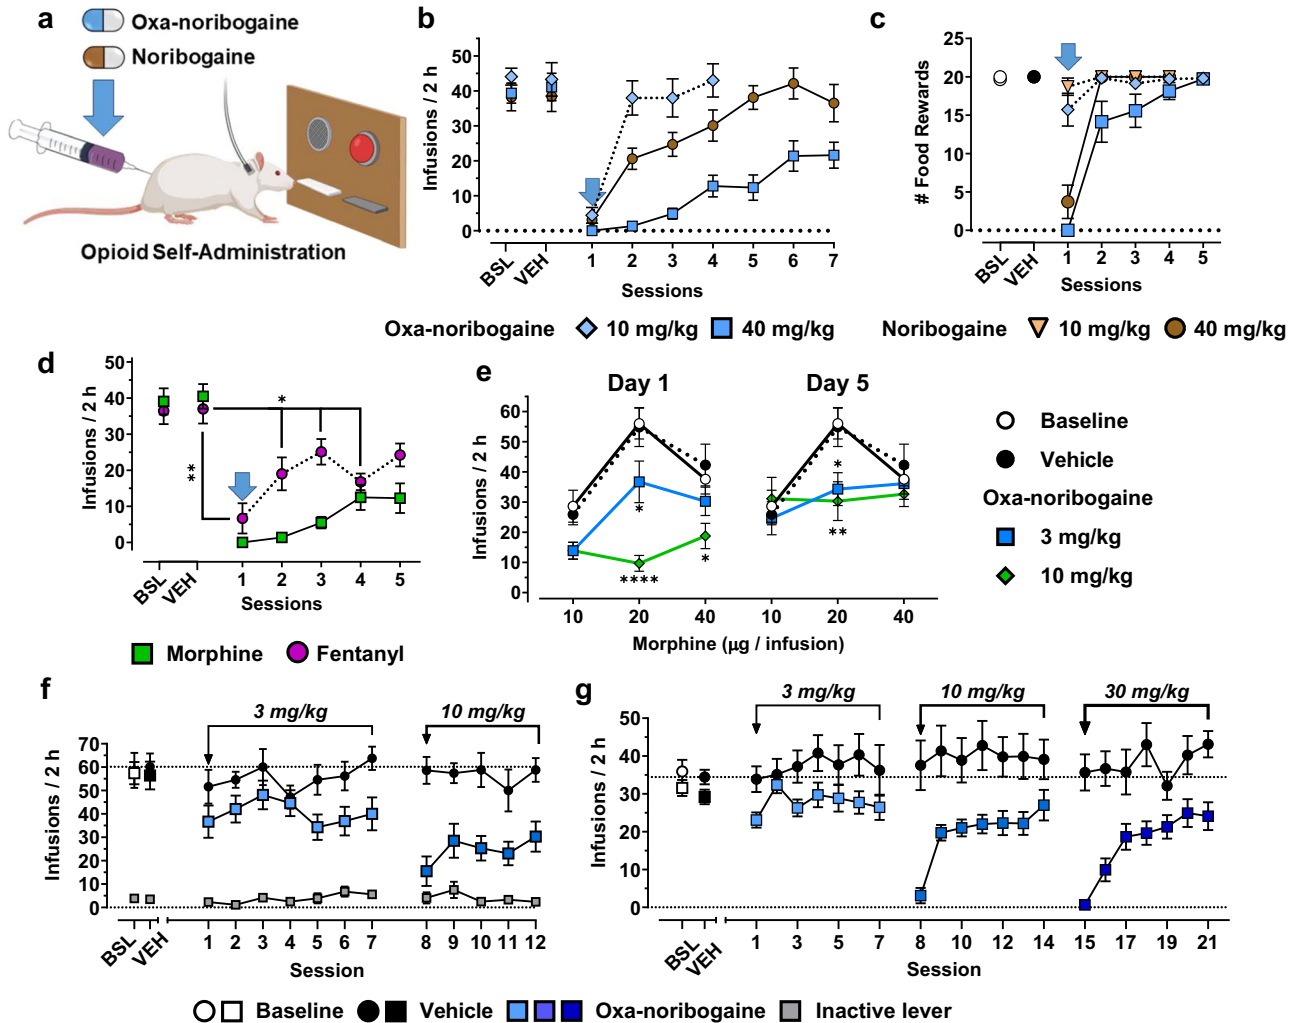 a
Oxa-noribogaine
Noribogaine
Opioid Self-Administration
b
Infusions / 2 h
50
40
30
20
10
0
BSL VEH 1 2 3 4 5 6 7
Sessions
c
# Food Rewards
25
20
15
10
5
0
BSL VEH 1 2 3 4 5
Sessions
Oxa-noribogaine 10 mg/kg 40 mg/kg Noribogaine 10 mg/kg 40 mg/kg
d
Infusions / 2 h
50
40
30
20
10
0
*
**
BSL VEH 1 2 3 4 5
Sessions
Morphine Fentanyl
e
Day 1 Day 5
Infusions / 2 h
60
50
40
30
20
10
0
*
****
*
*
**
10 20 40 10 20 40
Morphine (µg / infusion)
Baseline
Vehicle
Oxa-noribogaine
3 mg/kg
10 mg/kg
f
3 mg/kg 10 mg/kg
Infusions / 2 h
70
60
50
40
30
20
10
0
BSL VEH 1 2 3 4 5 6 7 8 9 10 11 12
Session
g
3 mg/kg 10 mg/kg 30 mg/kg
Infusions / 2 h
50
40
30
20
10
0
BSL VEH 1 3 5 7 8 10 12 14 15 17 19 21
Session
Baseline Vehicle Oxa-noribogaine Inactive lever